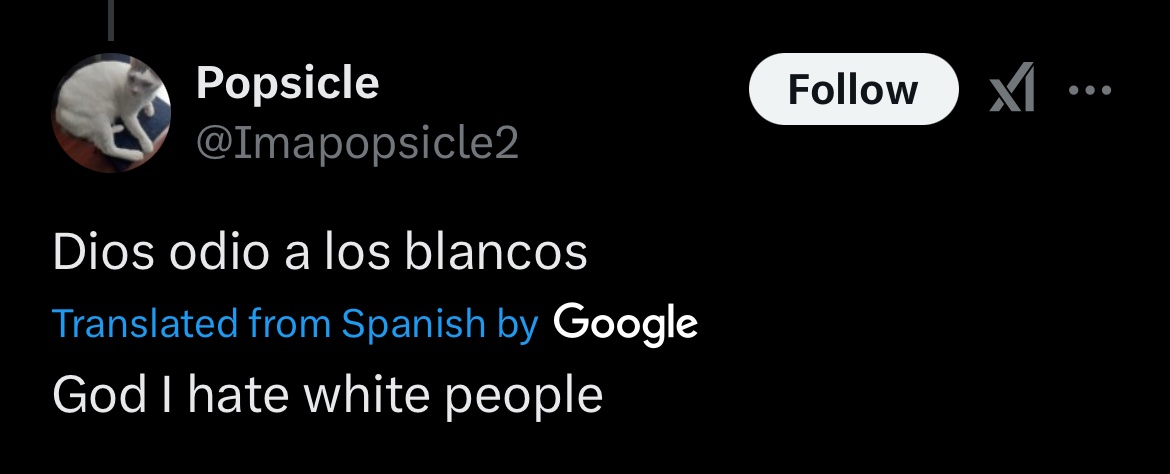 Popsicle
Follow
@Imapopsicle2
Dios odio a los blancos
Translated from Spanish by Google
God I hate white people